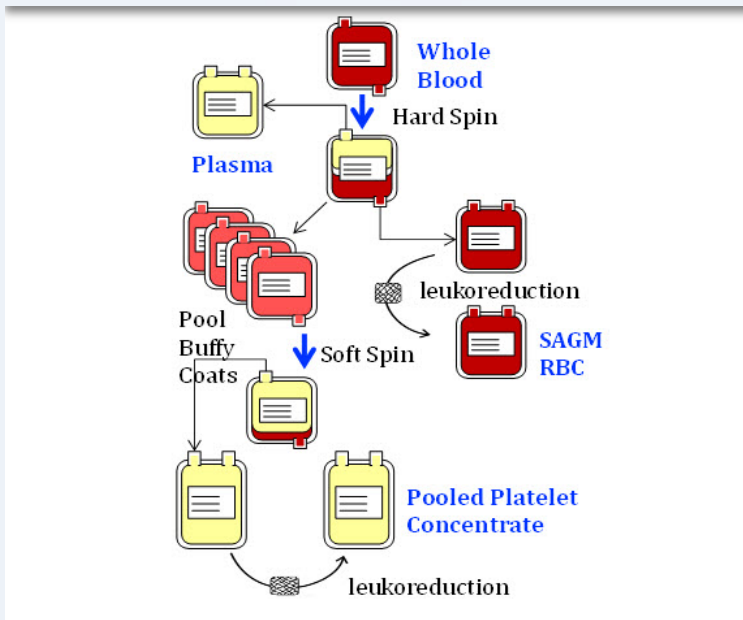 Whole
Blood
Hard Spin
Plasma
leukoreduction
Pool
Buffy
Coats
Soft Spin
SAGM
RBC
Pooled Platelet
Concentrate
leukoreduction